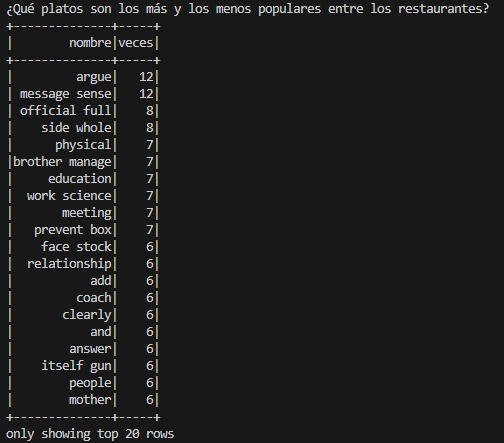 ¿Qué platos son los más y los menos populares entre los restaurantes?
+--------------+-----+
|        nombre|veces|
+--------------+-----+
|         argue|   12|
| message sense|   12|
| official full|    8|
|    side whole|    8|
|      physical|    7|
|brother manage|    7|
|     education|    7|
|  work science|    7|
|       meeting|    7|
|   prevent box|    7|
|    face stock|    6|
|  relationship|    6|
|           add|    6|
|         coach|    6|
|       clearly|    6|
|           and|    6|
|        answer|    6|
|    itself gun|    6|
|        people|    6|
|        mother|    6|
+--------------+-----+
only showing top 20 rows